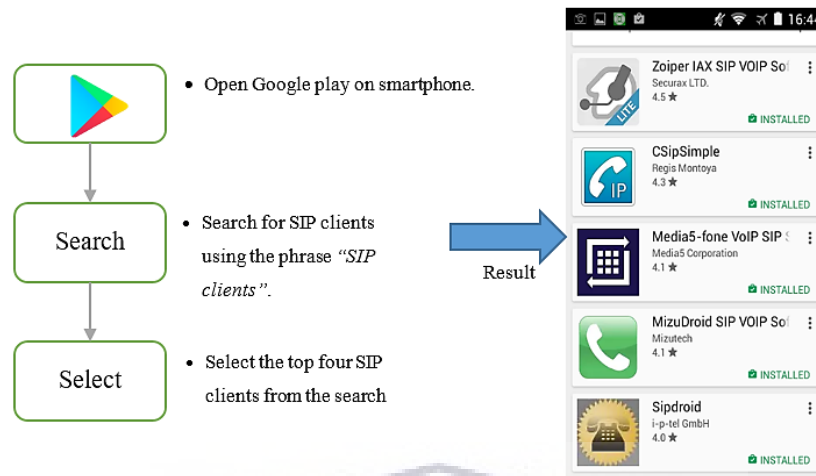 • Open Google play on smartphone.
Search
• Search for SIP clients
using the phrase “SIP
clients”.
Select
• Select the top four SIP
clients from the search
Result
16:44
Zoiper IAX SIP VOIP So
Securax LTD.
4.5 ★
LITE
INSTALLED
CSipSimple
Regis Montoya
4.3 ★
IP
INSTALLED
Media5-fone VoIP SIP
Media5 Corporation
4.1 ★
INSTALLED
MizuDroid SIP VOIP So
Mizutech
4.1 ★
INSTALLED
Sipdroid
i-p-tel GmbH
4.0 ★
INSTALLED